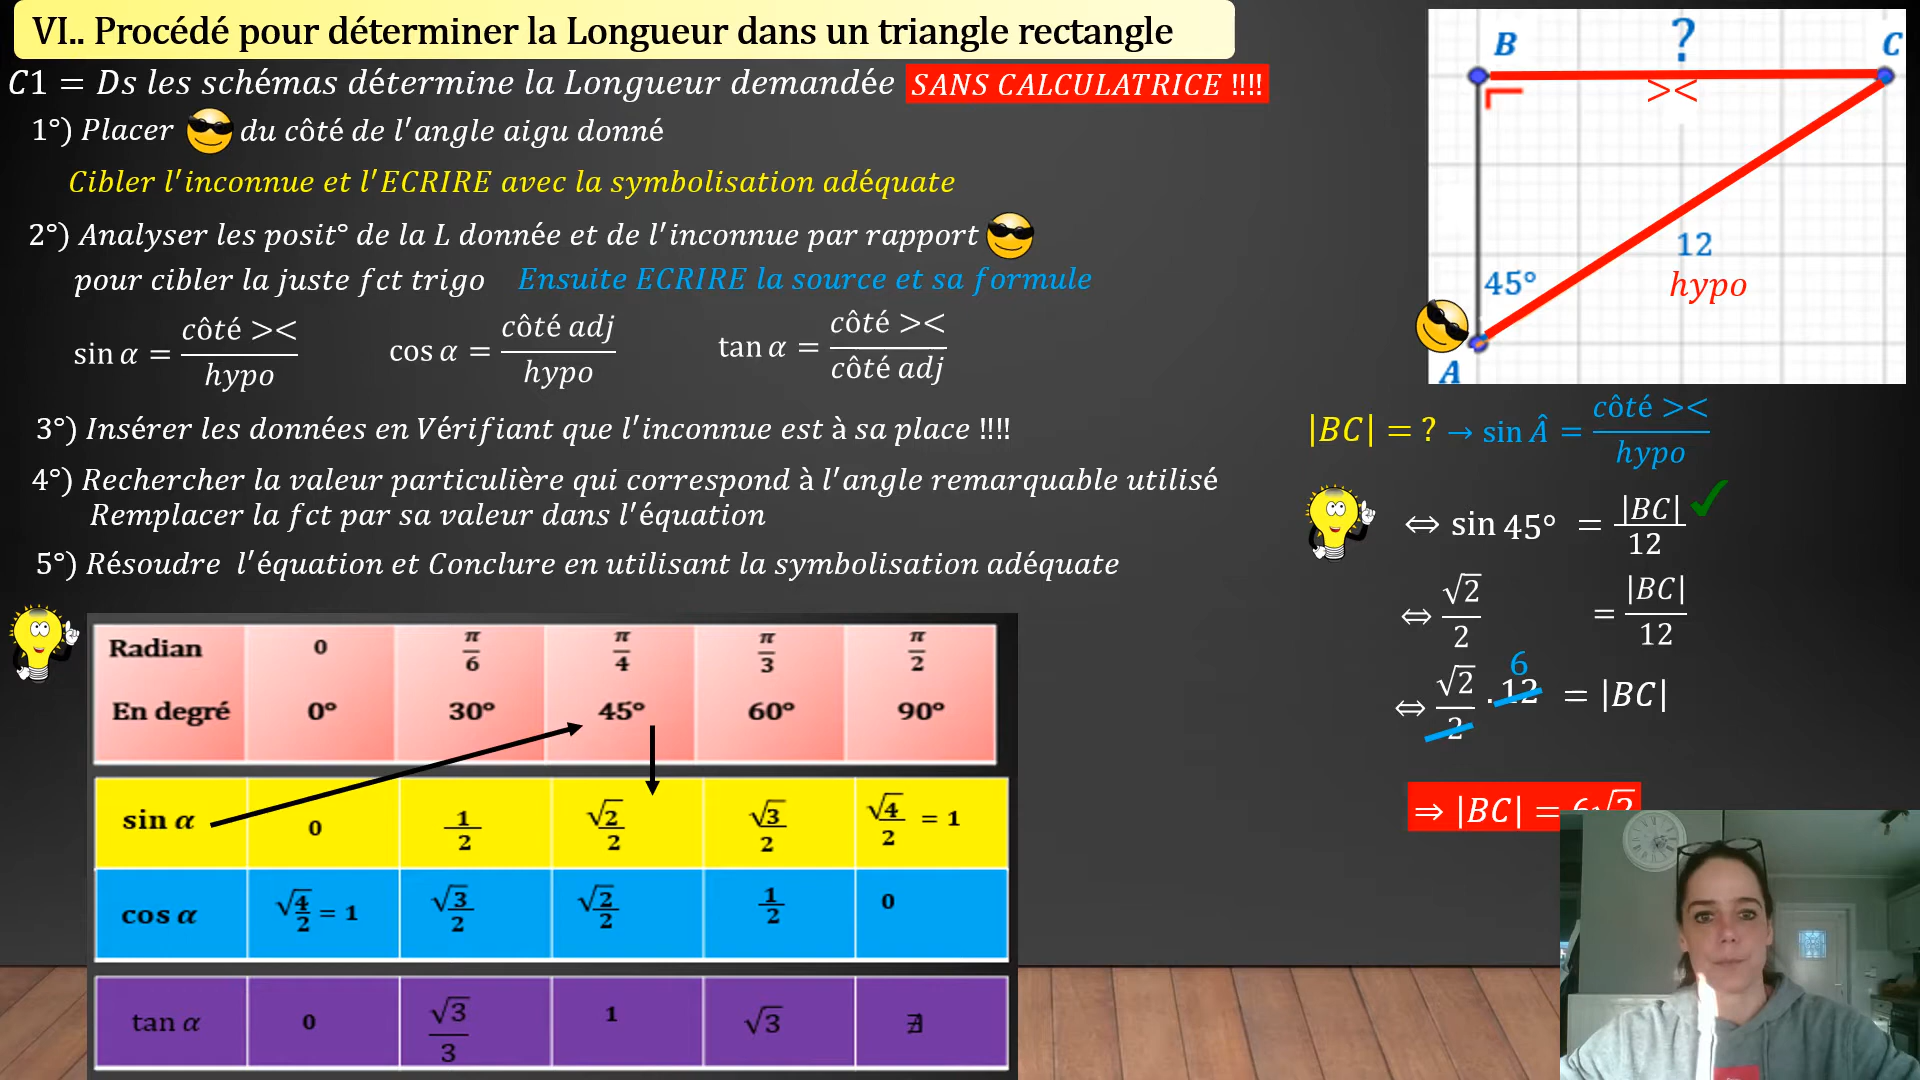 VI.. Procédé pour déterminer la Longueur dans un triangle rectangle
C1 = Ds les schémas détermine la Longueur demandée SANS CALCULATRICE !!!!
1°) Placer du côté de l'angle aigu donné
Cibler l'inconnue et l'ECRIRE avec la symbolisation adéquate
2°) Analyser les posit° de la L donnée et de l'inconnue par rapport
pour cibler la juste fct trigo Ensuite ECRIRE la source et sa formule
sin α = côté >< / hypo cos α = côté adj / hypo tan α = côté >< / côté adj
3°) Insérer les données en Vérifiant que l'inconnue est à sa place !!!!
4°) Rechercher la valeur particulière qui correspond à l'angle remarquable utilisé
Remplacer la fct par sa valeur dans l'équation
5°) Résoudre l'équation et Conclure en utilisant la symbolisation adéquate
Radian 0 π/6 π/4 π/3 π/2
En degré 0° 30° 45° 60° 90°
sin α 0 1/2 √2/2 √3/2 √4/2 = 1
cos α √4/2 = 1 √3/2 √2/2 1/2 0
tan α 0 √3/3 1 √3 ∄
B ? C
><
12
45° hypo
A
|BC| = ? → sin Â = côté >< / hypo
⇔ sin 45° = |BC|/12 ✓
⇔ √2/2 = |BC|/12
6
⇔ √2/2 . 12 = |BC|
⇒ |BC| = 6√2